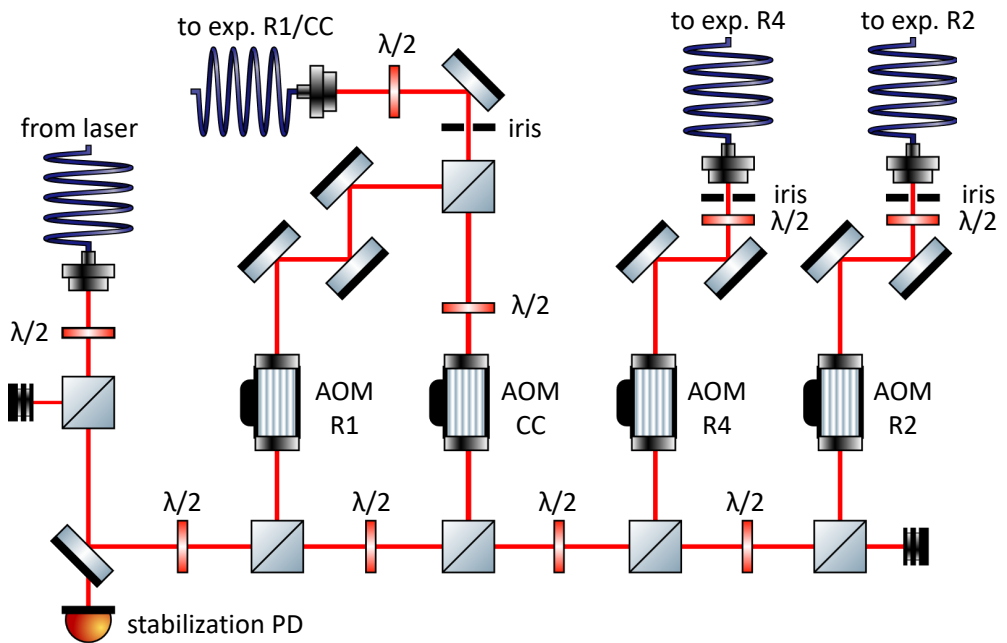 to exp. R1/CC
to exp. R4
to exp. R2
λ/2
from laser
iris
iris
iris
λ/2
λ/2
λ/2
λ/2
AOM
R1
AOM
CC
AOM
R4
AOM
R2
λ/2
λ/2
λ/2
λ/2
stabilization PD